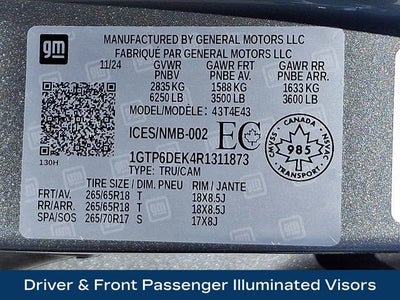 gm
MANUFACTURED BY GENERAL MOTORS LLC
FABRIQUÉ PAR GENERAL MOTORS LLC
11/24 GVWR GAWR FRT GAWR RR
PNBV PNBE AV. PNBE ARR.
2835 KG 1588 KG 1633 KG
6250 LB 3500 LB 3600 LB
MODEL/MODÈLE: 43T4E43
ICES/NMB-002 EC
CANADA
CMVSS 985 NSVAC
130H
1GTP6DEK4R1311873
TYPE: TRU/CAM
TIRE SIZE / DIM. PNEU RIM / JANTE
FRT/AV. 265/65R18 T 18X8.5J
RR/ARR. 265/65R18 T 18X8.5J
SPA/SOS 265/70R17 S 17X8J
Driver & Front Passenger Illuminated Visors